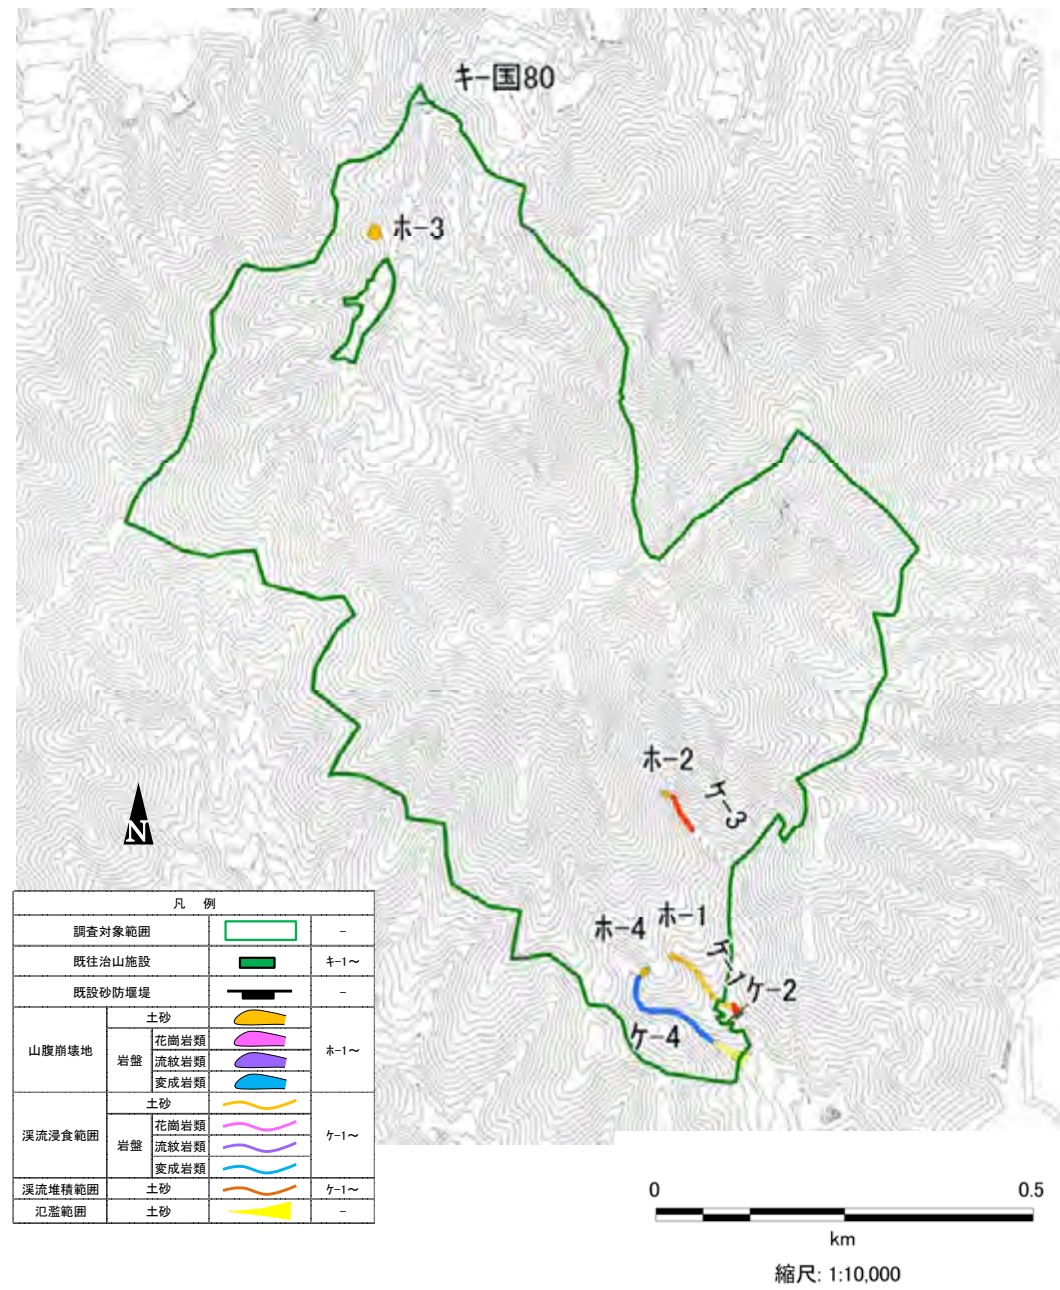 キ-国80
ホ-3
ホ-2
ケ-3
ホ-1
ホ-4
ケ-1
ケ-2
ケ-4
N
凡 例
調査対象範囲 -
既往治山施設 キ-1～
既設砂防堰堤 -
山腹崩壊地 土砂 ホ-1～
岩盤 花崗岩類
流紋岩類
変成岩類
渓流浸食範囲 土砂 ケ-1～
岩盤 花崗岩類
流紋岩類
変成岩類
渓流堆積範囲 土砂 ケ-1～
氾濫範囲 土砂 -
0 0.5
km
縮尺: 1:10,000